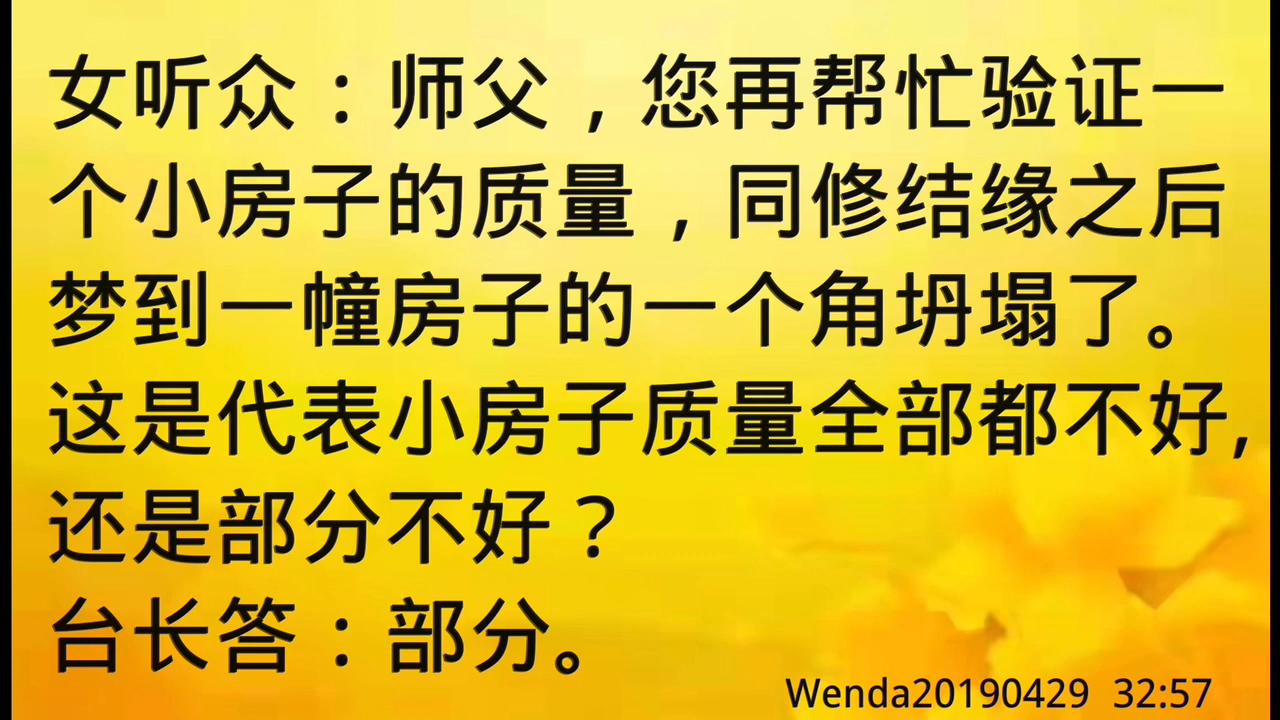 女听众：师父，您再帮忙验证一
个小房子的质量，同修结缘之后
梦到一幢房子的一个角坍塌了。
这是代表小房子质量全部都不好,
还是部分不好？
台长答：部分。
Wenda20190429 32:57